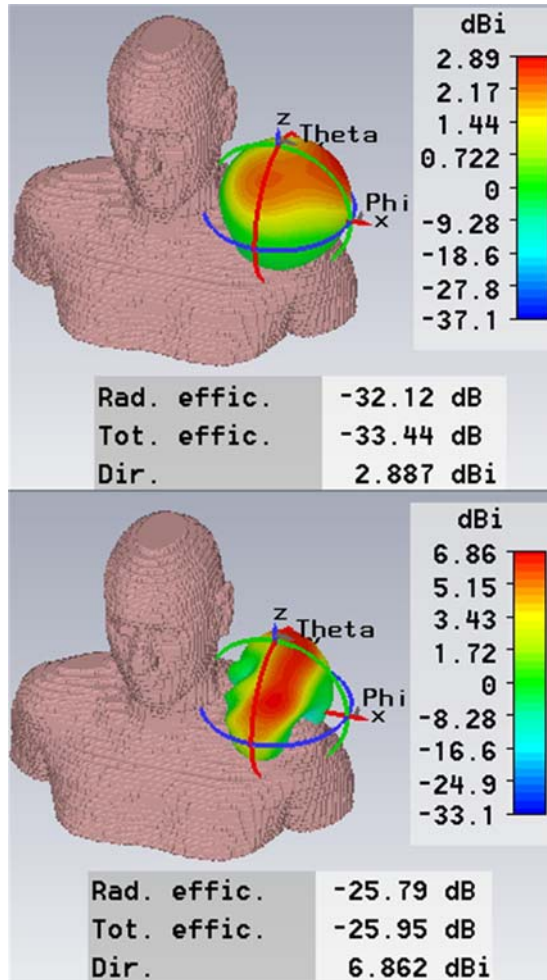 dBi
2.89
2.17
1.44
0.722
0
-9.28
-18.6
-27.8
-37.1
z
Theta
Phi
x
Rad. effic. -32.12 dB
Tot. effic. -33.44 dB
Dir. 2.887 dBi
dBi
6.86
5.15
3.43
1.72
0
-8.28
-16.6
-24.9
-33.1
z
Theta
Phi
x
Rad. effic. -25.79 dB
Tot. effic. -25.95 dB
Dir. 6.862 dBi